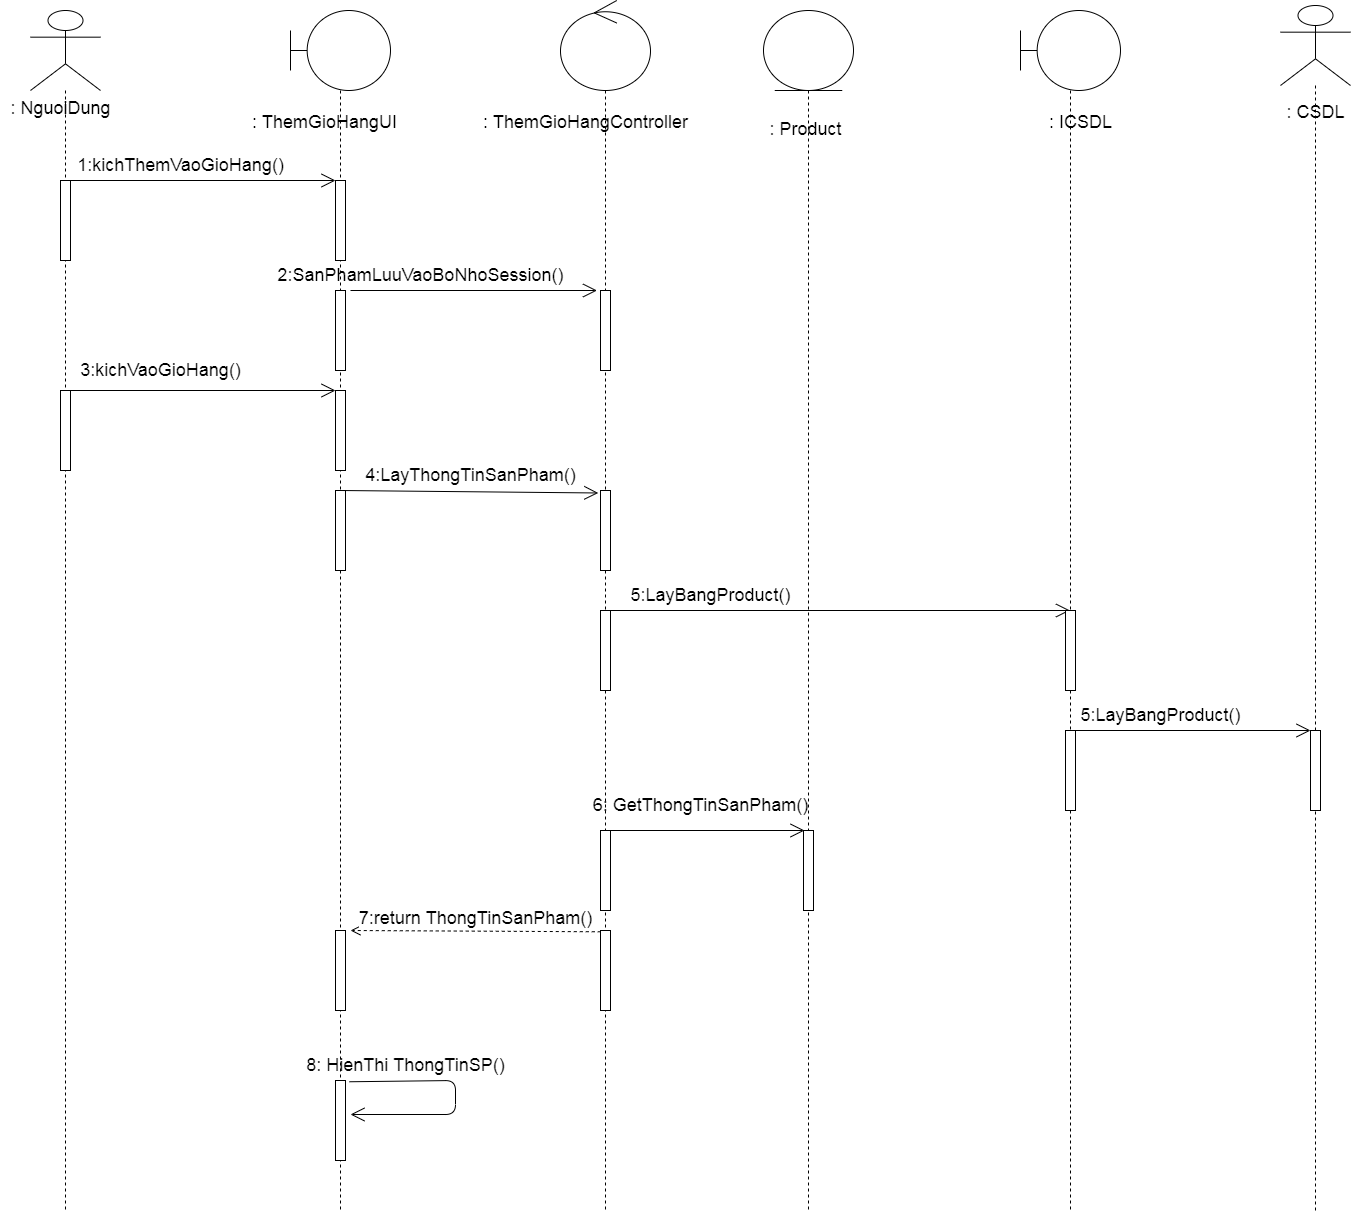 : NguoiDung
: ThemGioHangUI
: ThemGioHangController
: Product
: ICSDL
: CSDL
1:kichThemVaoGioHang()
2:SanPhamLuuVaoBoNhoSession()
3:kichVaoGioHang()
4:LayThongTinSanPham()
5:LayBangProduct()
5:LayBangProduct()
6: GetThongTinSanPham()
7:return ThongTinSanPham()
8: HienThi ThongTinSP()